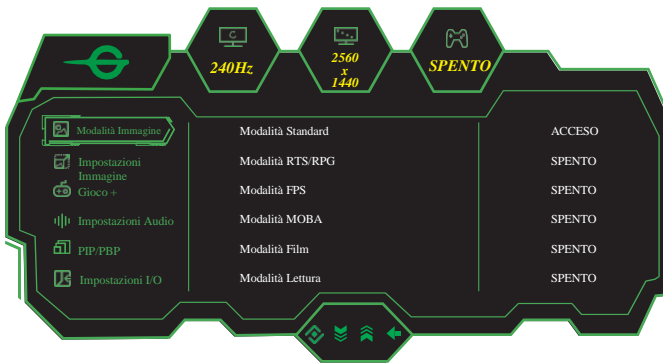 240Hz
2560
x
1440
SPENTO
Modalità Immagine
Modalità Standard
ACCESO
Impostazioni
Immagine
Modalità RTS/RPG
SPENTO
Gioco +
Modalità FPS
SPENTO
Impostazioni Audio
Modalità MOBA
SPENTO
PIP/PBP
Modalità Film
SPENTO
Impostazioni I/O
Modalità Lettura
SPENTO